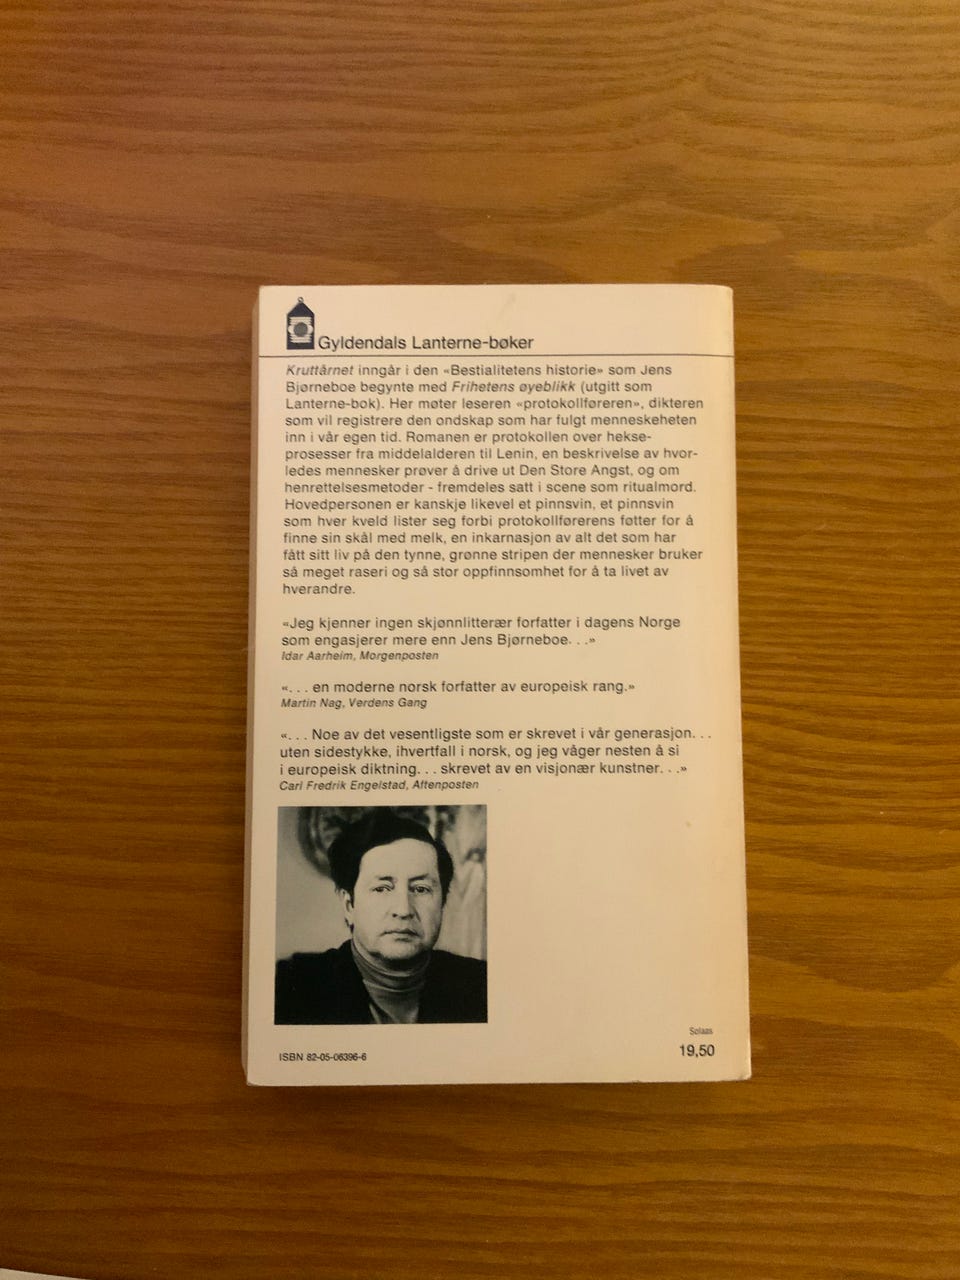 Gyldendals Lanterne-bøker
Kruttårnet inngår i den «Bestialitetens historie» som Jens
Bjørneboe begynte med Frihetens øyeblikk (utgitt som
Lanterne-bok). Her møter leseren «protokollføreren», dikteren
som vil registrere den ondskap som har fulgt menneskeheten
inn i vår egen tid. Romanen er protokollen over hekse-
prosesser fra middelalderen til Lenin, en beskrivelse av hvor-
ledes mennesker prøver å drive ut Den Store Angst, og om
henrettelsesmetoder - fremdeles satt i scene som ritualmord.
Hovedpersonen er kanskje likevel et pinnsvin, et pinnsvin
som hver kveld lister seg forbi protokollførerens føtter for å
finne sin skål med melk, en inkarnasjon av alt det som har
fått sitt liv på den tynne, grønne stripen der mennesker bruker
så meget raseri og så stor oppfinnsomhet for å ta livet av
hverandre.
«Jeg kjenner ingen skjønnlitterær forfatter i dagens Norge
som engasjerer mere enn Jens Bjørneboe. . .»
Idar Aarheim, Morgenposten
«. . . en moderne norsk forfatter av europeisk rang.»
Martin Nag, Verdens Gang
«. . . Noe av det vesentligste som er skrevet i vår generasjon. . .
uten sidestykke, ihvertfall i norsk, og jeg våger nesten å si
i europeisk diktning. . . skrevet av en visjonær kunstner. . .»
Carl Fredrik Engelstad, Aftenposten
Solaas
ISBN 82-05-06396-6
19,50